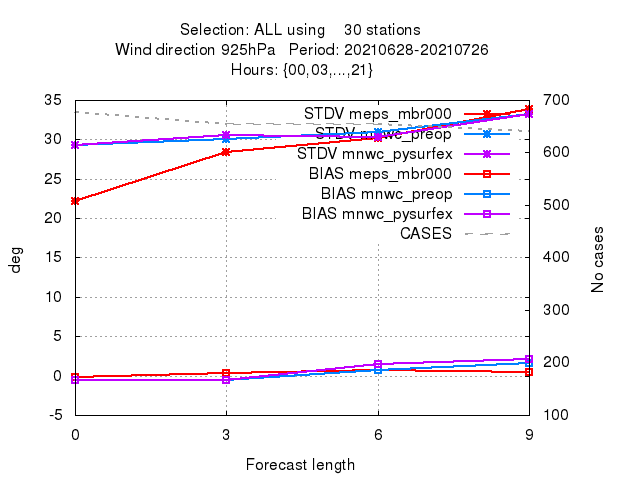 Selection: ALL using 30 stations
Wind direction 925hPa Period: 20210628-20210726
Hours: {00,03,...,21}
35 700
STDV meps_mbr000
30 STDV mnwc_preop
STDV mnwc_pysurfex 600
25 BIAS meps_mbr000
BIAS mnwc_preop
20 BIAS mnwc_pysurfex 500
CASES
15 400
10 300
5
0 200
-5 100
0 3 6 9
deg
No cases
Forecast length